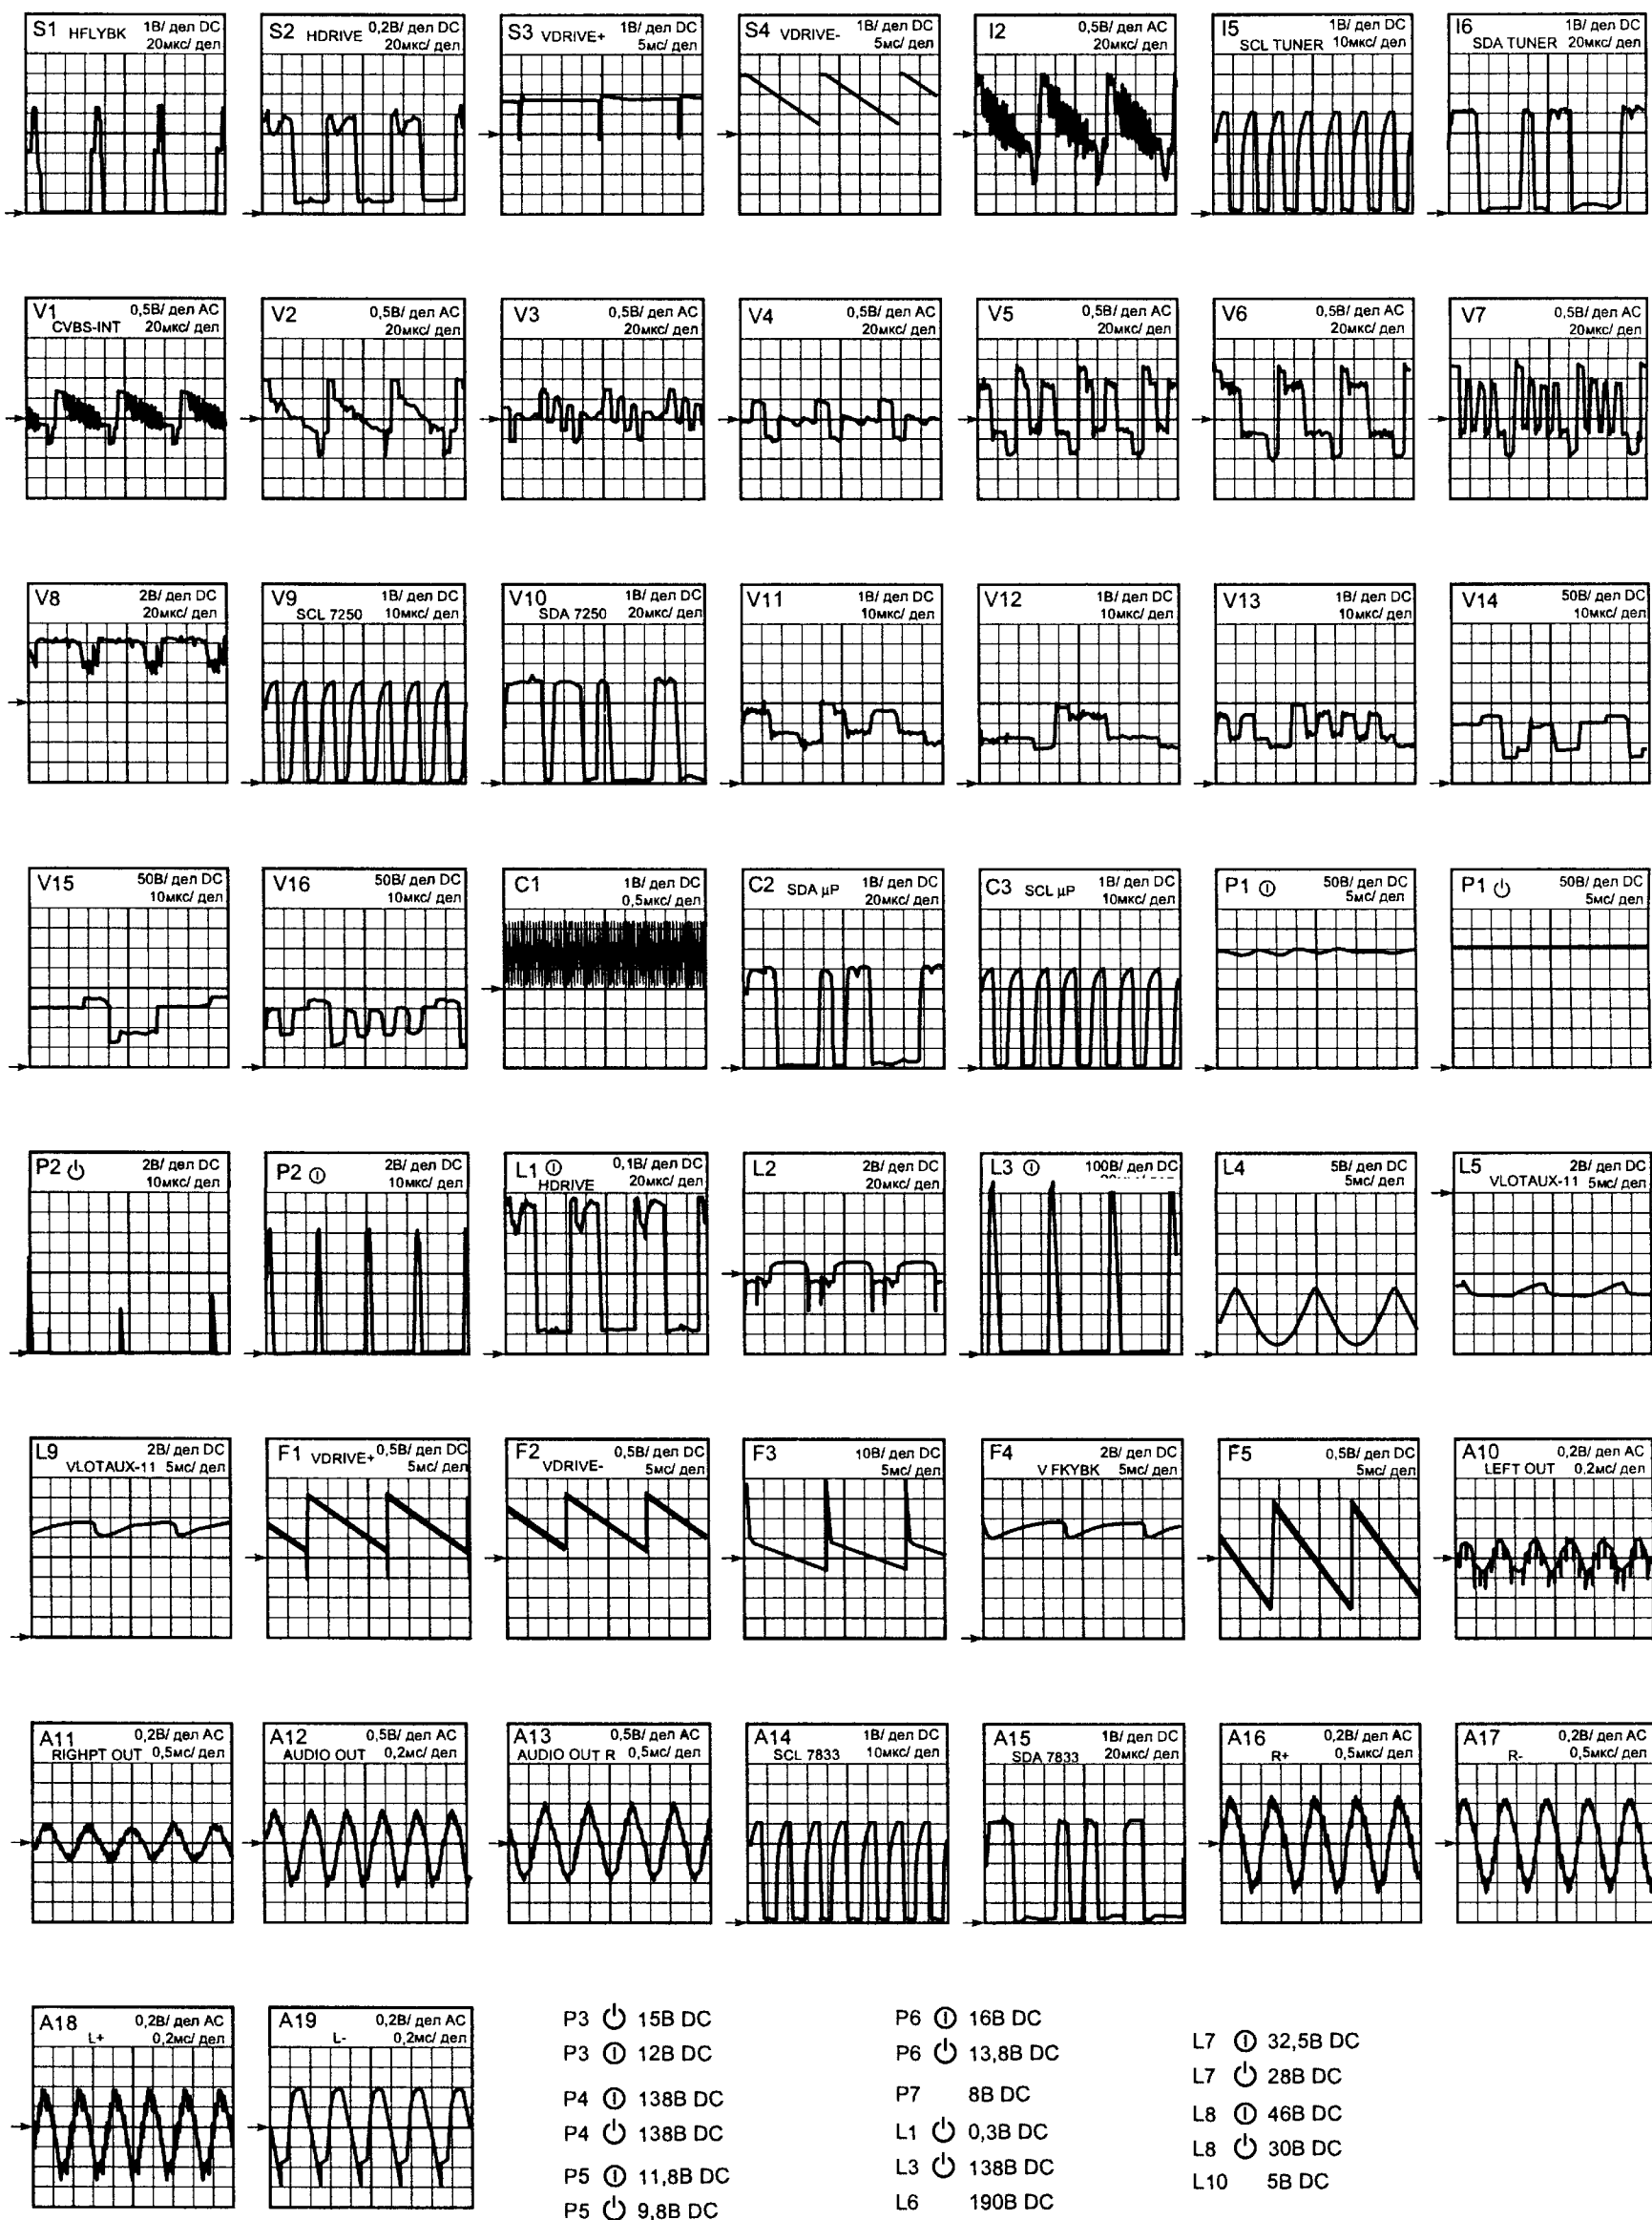 S1 HFLYBK 1В/ дел DC
20мкс/ дел
S2 HDRIVE 0,2В/ дел DC
20мкс/ дел
S3 VDRIVE+ 1В/ дел DC
5мс/ дел
S4 VDRIVE- 1В/ дел DC
5мс/ дел
I2 0,5В/ дел AC
20мкс/ дел
I5 1В/ дел DC
SCL TUNER 10мкс/ дел
I6 1В/ дел DC
SDA TUNER 20мкс/ дел
V1 0,5В/ дел AC
CVBS-INT 20мкс/ дел
V2 0,5В/ дел AC
20мкс/ дел
V3 0,5В/ дел AC
20мкс/ дел
V4 0,5В/ дел AC
20мкс/ дел
V5 0,5В/ дел AC
20мкс/ дел
V6 0,5В/ дел AC
20мкс/ дел
V7 0,5В/ дел AC
20мкс/ дел
V8 2В/ дел DC
20мкс/ дел
V9 1В/ дел DC
SCL 7250 10мкс/ дел
V10 1В/ дел DC
SDA 7250 20мкс/ дел
V11 1В/ дел DC
10мкс/ дел
V12 1В/ дел DC
10мкс/ дел
V13 1В/ дел DC
10мкс/ дел
V14 50В/ дел DC
10мкс/ дел
V15 50В/ дел DC
10мкс/ дел
V16 50В/ дел DC
10мкс/ дел
C1 1В/ дел DC
0,5мкс/ дел
C2 SDA µP 1В/ дел DC
20мкс/ дел
C3 SCL µP 1В/ дел DC
10мкс/ дел
P1 50В/ дел DC
5мс/ дел
P1 50В/ дел DC
5мс/ дел
P2 2В/ дел DC
10мкс/ дел
P2 2В/ дел DC
10мкс/ дел
L1 0,1В/ дел DC
HDRIVE 20мкс/ дел
L2 2В/ дел DC
20мкс/ дел
L3 100В/ дел DC
L4 5В/ дел DC
5мс/ дел
L5 2В/ дел DC
VLOTAUX-11 5мс/ дел
L9 2В/ дел DC
VLOTAUX-11 5мс/ дел
F1 VDRIVE+ 0,5В/ дел DC
5мс/ дел
F2 0,5В/ дел DC
VDRIVE- 5мс/ дел
F3 10В/ дел DC
5мс/ дел
F4 2В/ дел DC
V FKYBK 5мс/ дел
F5 0,5В/ дел DC
5мс/ дел
A10 0,2В/ дел AC
LEFT OUT 0,2мс/ дел
A11 0,2В/ дел AC
RIGHPT OUT 0,5мс/ дел
A12 0,5В/ дел AC
AUDIO OUT 0,2мс/ дел
A13 0,5В/ дел AC
AUDIO OUT R 0,5мс/ дел
A14 1В/ дел DC
SCL 7833 10мкс/ дел
A15 1В/ дел DC
SDA 7833 20мкс/ дел
A16 0,2В/ дел AC
R+ 0,5мкс/ дел
A17 0,2В/ дел AC
R- 0,5мкс/ дел
A18 0,2В/ дел AC
L+ 0,2мс/ дел
A19 0,2В/ дел AC
L- 0,2мс/ дел
P3 15В DC
P3 12В DC
P4 138В DC
P4 138В DC
P5 11,8В DC
P5 9,8В DC
P6 16В DC
P6 13,8В DC
P7 8В DC
L1 0,3В DC
L3 138В DC
L6 190В DC
L7 32,5В DC
L7 28В DC
L8 46В DC
L8 30В DC
L10 5В DC